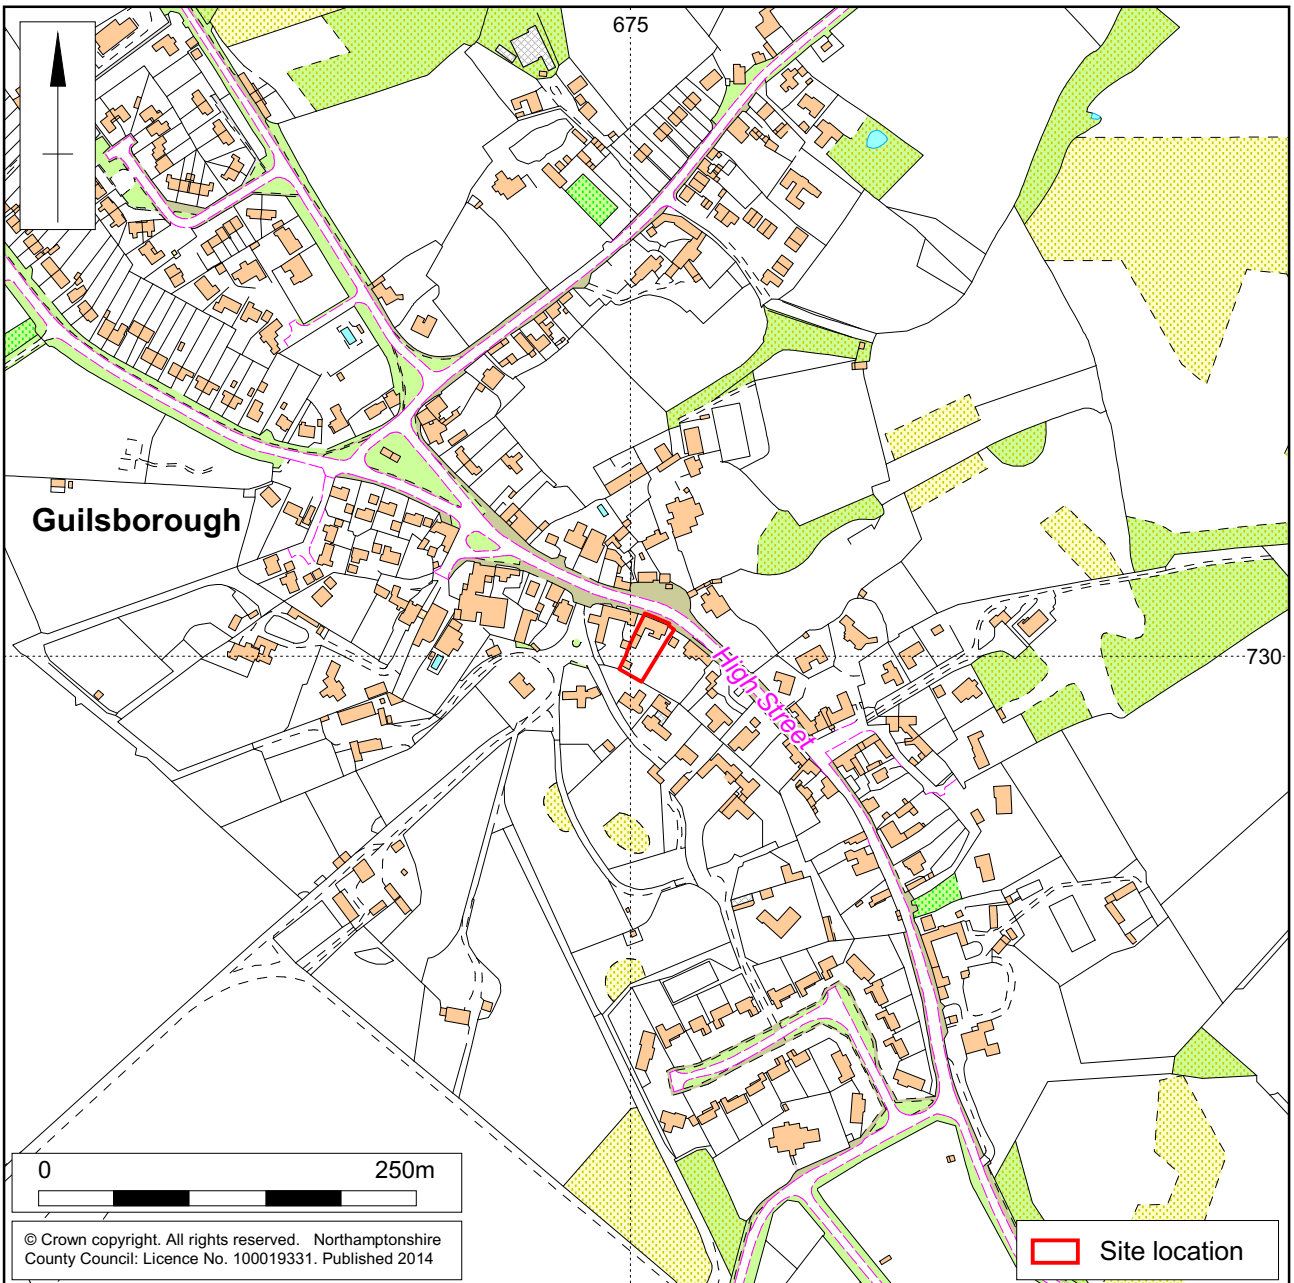 675
Guilsborough
730
High Street
0 250m
© Crown copyright. All rights reserved. Northamptonshire
County Council: Licence No. 100019331. Published 2014
Site location